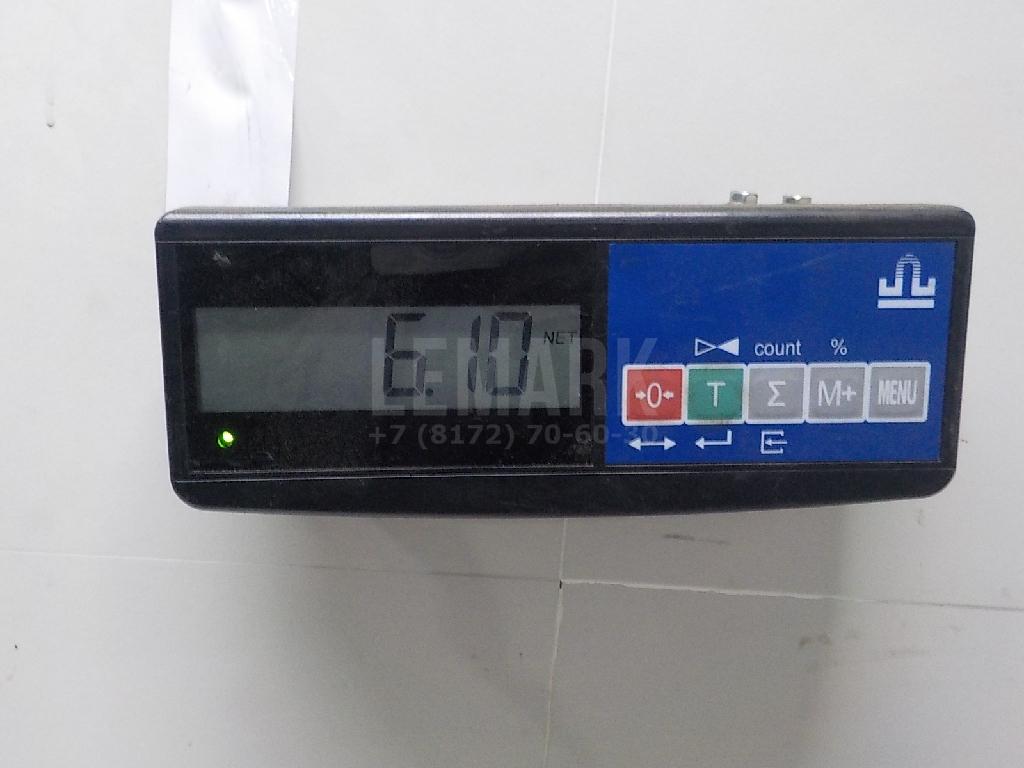 6.10 NET
LEMARK
+7 (8172) 70-60-30
count %
→0← T Σ M+ MENU